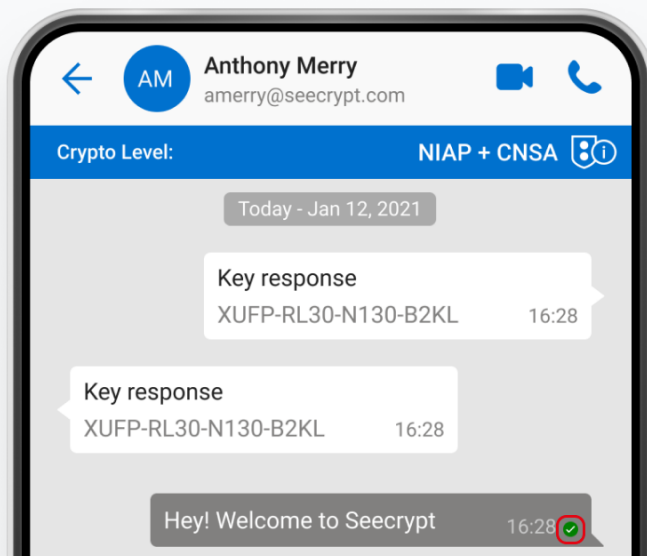 AM
Anthony Merry
amerry@seecrypt.com
Crypto Level:
NIAP + CNSA
Today - Jan 12, 2021
Key response
XUFP-RL30-N130-B2KL 16:28
Key response
XUFP-RL30-N130-B2KL 16:28
Hey! Welcome to Seecrypt 16:28